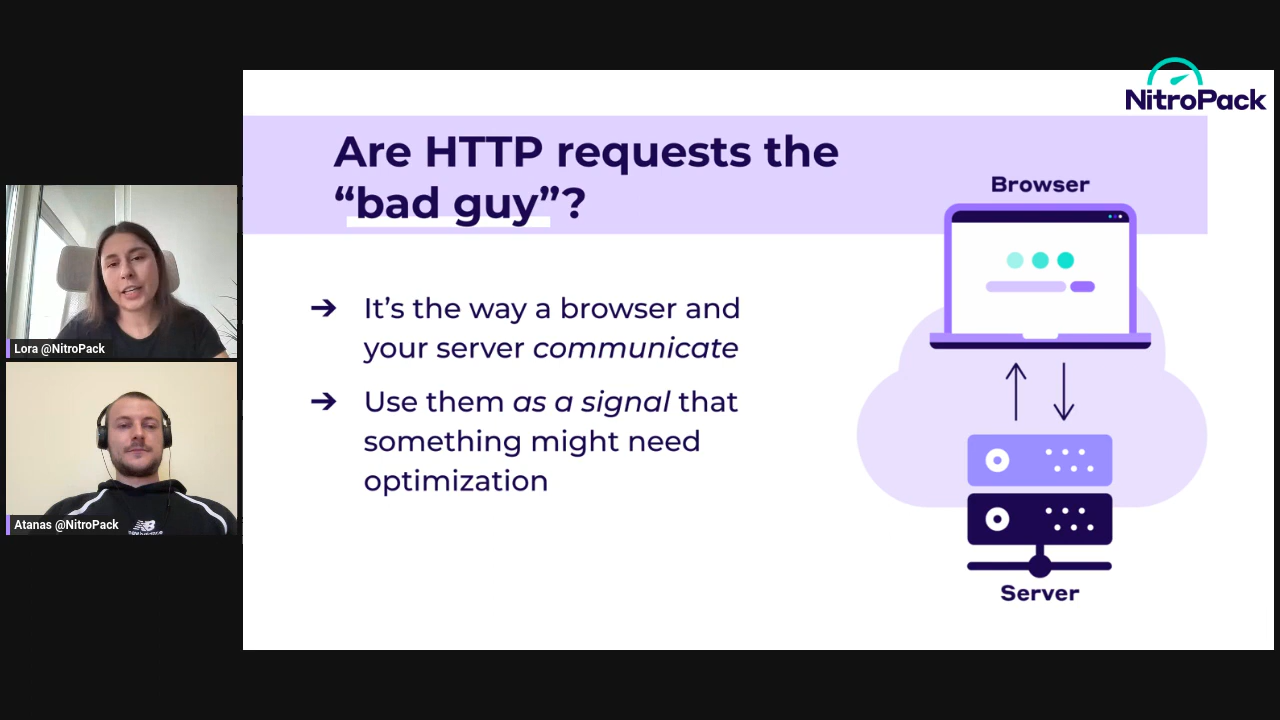 NitroPack
Are HTTP requests the
“bad guy”?
Browser
➔ It’s the way a browser and
your server communicate
➔ Use them as a signal that
something might need
optimization
Server
Lora @NitroPack
Atanas @NitroPack